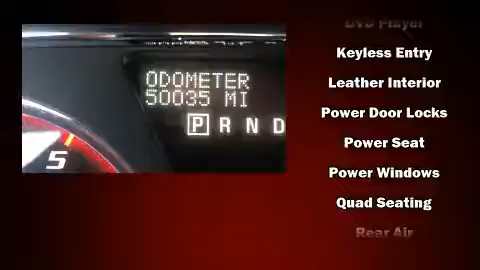 ODOMETER
50035 MI
P R N D
5
DVD Player
Keyless Entry
Leather Interior
Power Door Locks
Power Seat
Power Windows
Quad Seating
Rear Air